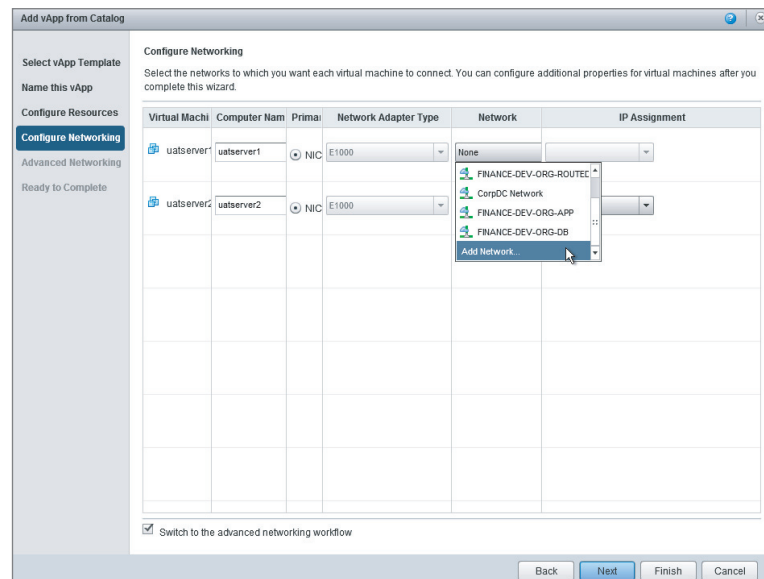 Add vApp from Catalog
Select vApp Template
Name this vApp
Configure Resources
Configure Networking
Advanced Networking
Ready to Complete
Configure Networking
Select the networks to which you want each virtual machine to connect. You can configure additional properties for virtual machines after you
complete this wizard.
Virtual Machi Computer Nam Primar Network Adapter Type Network IP Assignment
uatserver1 uatserver1 NIC E1000 None
FINANCE-DEV-ORG-ROUTED
CorpDC Network
FINANCE-DEV-ORG-APP
FINANCE-DEV-ORG-DB
Add Network...
uatserver2 uatserver2 NIC E1000
Switch to the advanced networking workflow
Back Next Finish Cancel